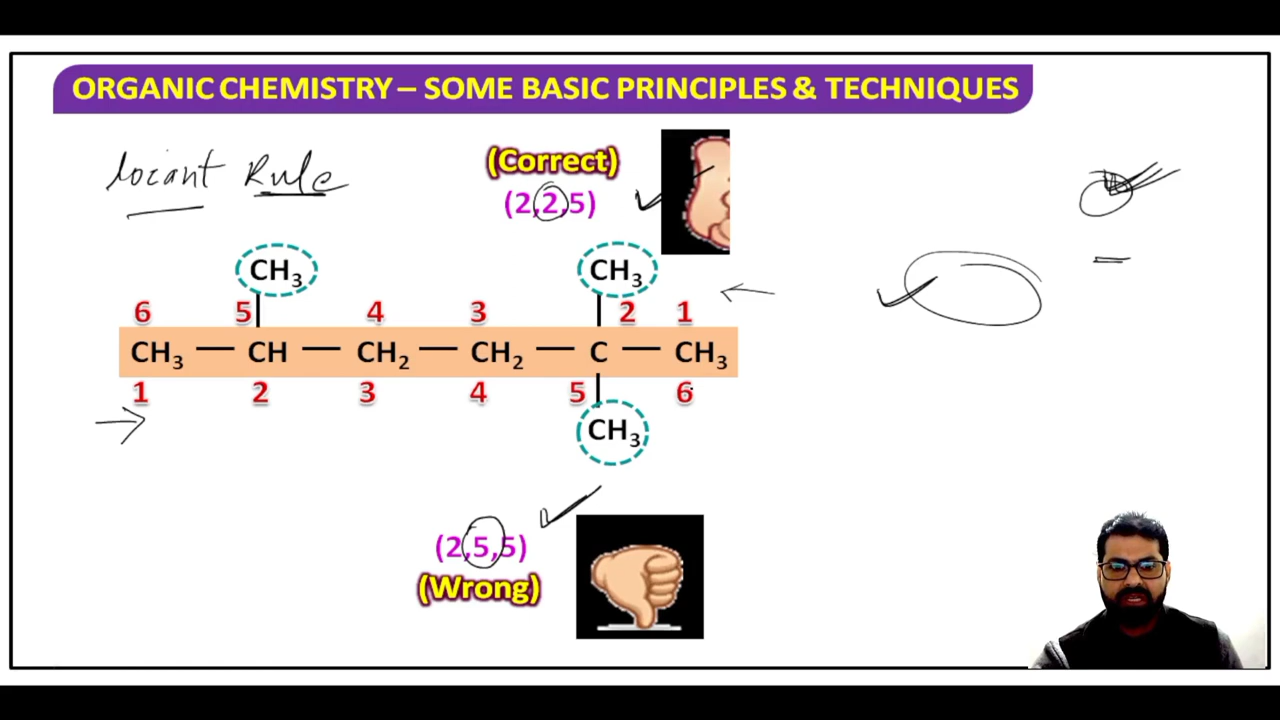 ORGANIC CHEMISTRY – SOME BASIC PRINCIPLES & TECHNIQUES
locant Rule
(Correct)
(2,2,5)
CH₃ CH₃
6 5 4 3 2 1
CH₃ — CH — CH₂ — CH₂ — C — CH₃
1 2 3 4 5 6
CH₃
(2,5,5)
(Wrong)